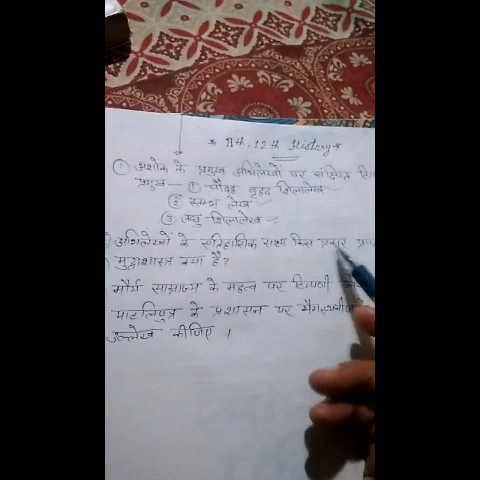 * 11th, 12th History *
① अशोक के प्रमुख अभिलेखों पर संक्षिप्त
प्रमुख — ① चौदह वृहद शिलालेख
② स्तम्भ लेख
③ लघु-शिलालेख
अभिलेखों के ऐतिहासिक साक्ष्य किस प्रकार
मुद्राशास्त्र क्या है?
मौर्य साम्राज्य के महत्व पर टिप्पणी
पाटलिपुत्र के प्रशासन पर
उल्लेख कीजिए ।